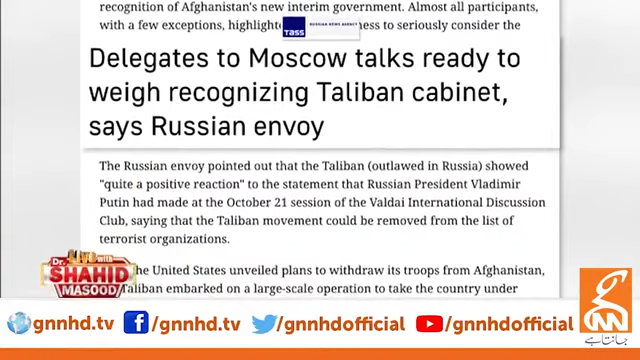 recognition of Afghanistan's new interim government. Almost all participants,
with a few exceptions, highlighte ness to seriously consider the
TASS RUSSIAN NEWS AGENCY
Delegates to Moscow talks ready to
weigh recognizing Taliban cabinet,
says Russian envoy
The Russian envoy pointed out that the Taliban (outlawed in Russia) showed
"quite a positive reaction" to the statement that Russian President Vladimir
Putin had made at the October 21 session of the Valdai International Discussion
Club, saying that the Taliban movement could be removed from the list of
terrorist organizations.
the United States unveiled plans to withdraw its troops from Afghanistan,
Taliban embarked on a large-scale operation to take the country under
LIVE with
Dr.
SHAHID
MASOOD
جانتا ہے
gnnhd.tv /gnnhd.tv /gnnhdofficial /gnnhdofficial